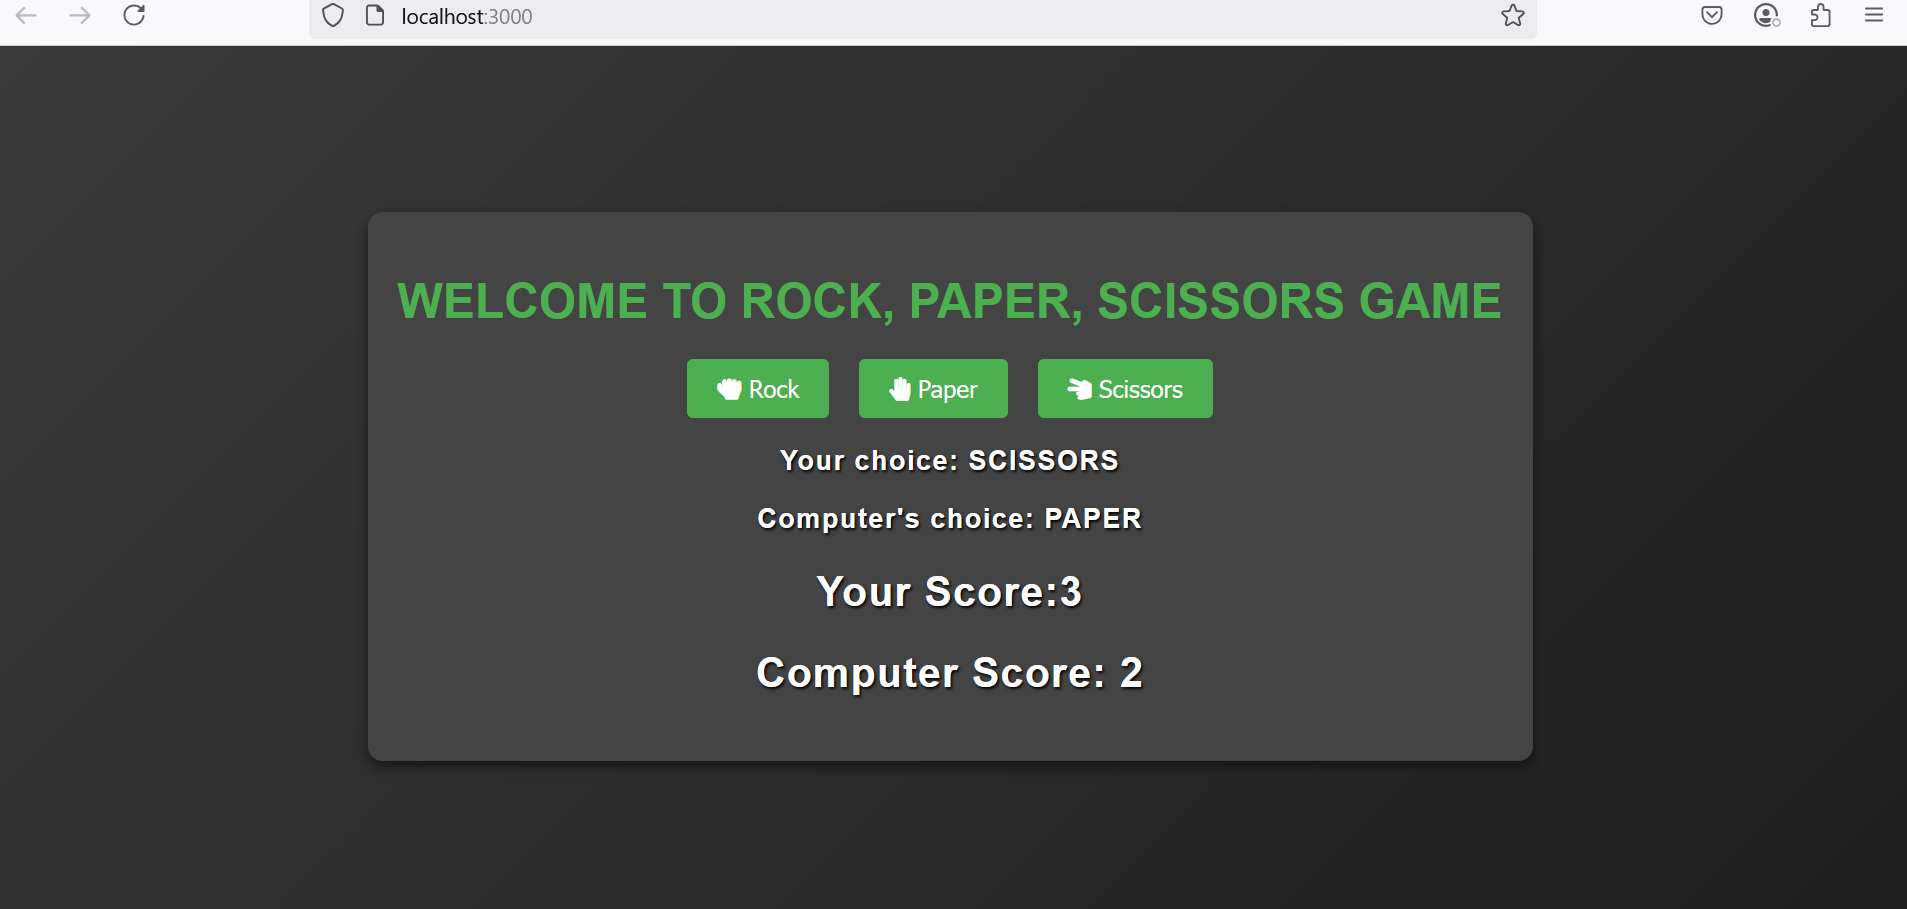 localhost:3000
WELCOME TO ROCK, PAPER, SCISSORS GAME
Rock Paper Scissors
Your choice: SCISSORS
Computer's choice: PAPER
Your Score:3
Computer Score: 2